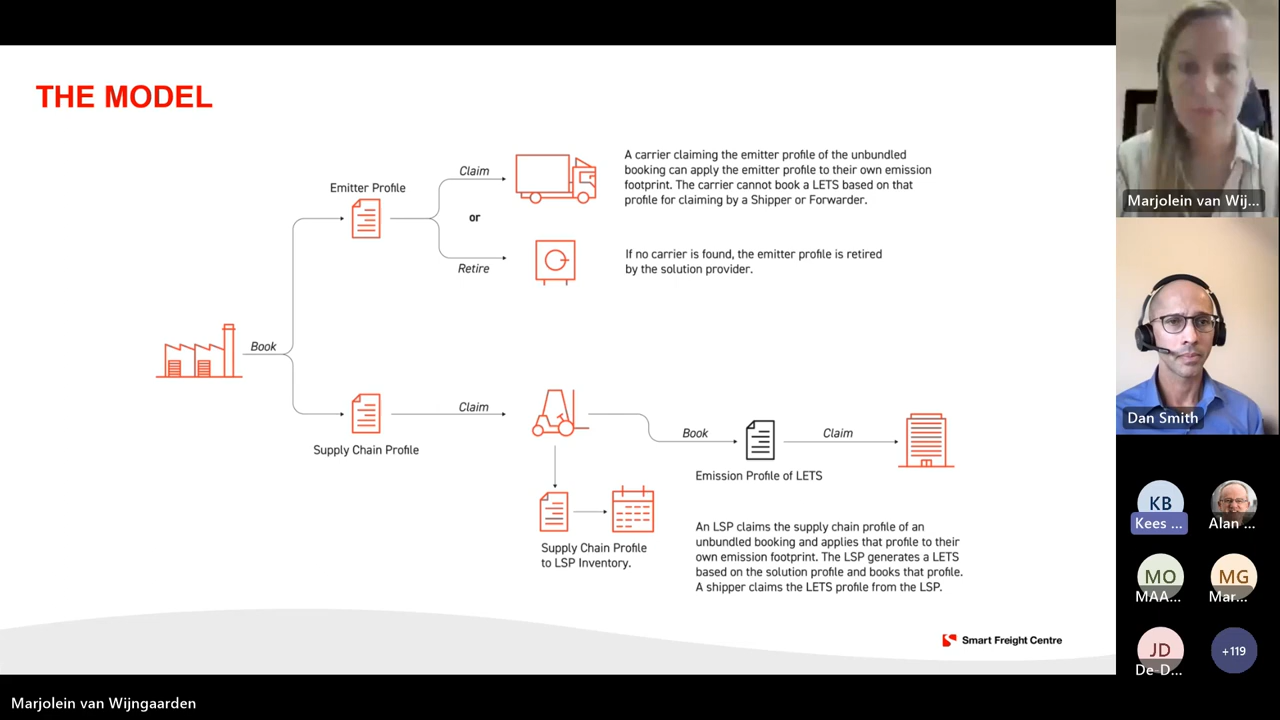 THE MODEL
Emitter Profile
Claim
or
Retire
A carrier claiming the emitter profile of the unbundled
booking can apply the emitter profile to their own emission
footprint. The carrier cannot book a LETS based on that
profile for claiming by a Shipper or Forwarder.
If no carrier is found, the emitter profile is retired
by the solution provider.
Book
Supply Chain Profile
Claim
Book
Claim
Emission Profile of LETS
Supply Chain Profile
to LSP Inventory.
An LSP claims the supply chain profile of an
unbundled booking and applies that profile to their
own emission footprint. The LSP generates a LETS
based on the solution profile and books that profile.
A shipper claims the LETS profile from the LSP.
Smart Freight Centre
Marjolein van Wij...
Dan Smith
KB
Kees ...
Alan ...
MO
MAA...
MG
Mar...
JD
De-D...
+119
Marjolein van Wijngaarden